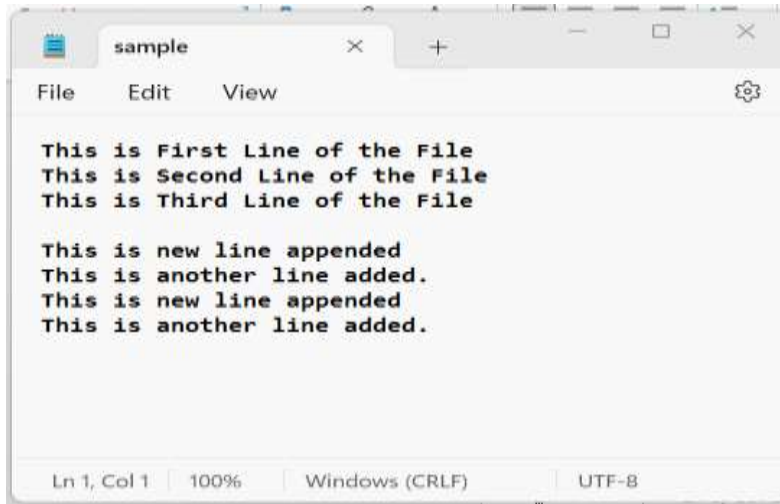 sample
File Edit View
This is First Line of the File
This is Second Line of the File
This is Third Line of the File
This is new line appended
This is another line added.
This is new line appended
This is another line added.
Ln 1, Col 1 100% Windows (CRLF) UTF-8